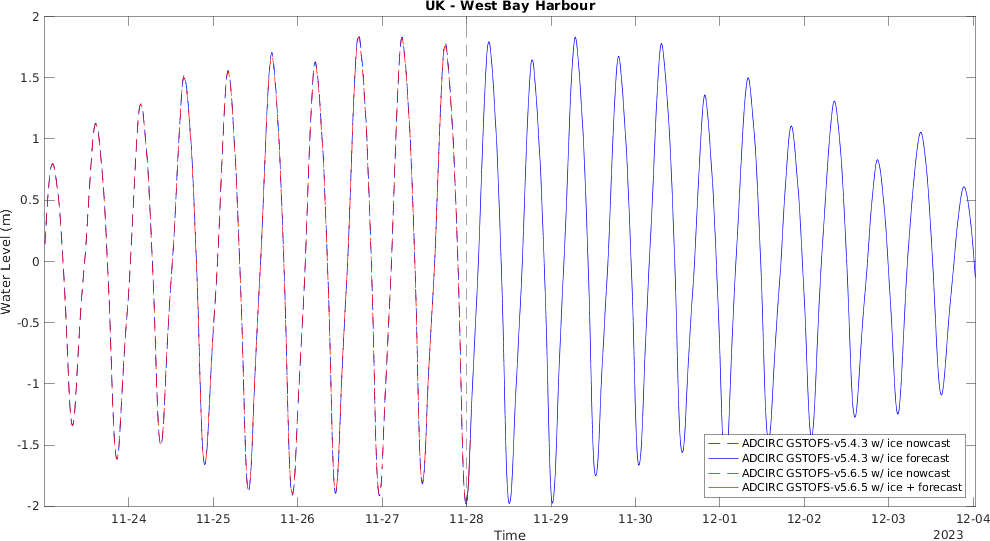 UK - West Bay Harbour
2
1.5
1
0.5
0
-0.5
-1
-1.5
-2
Water Level (m)
ADCIRC GSTOFS-v5.4.3 w/ ice nowcast
ADCIRC GSTOFS-v5.4.3 w/ ice forecast
ADCIRC GSTOFS-v5.6.5 w/ ice nowcast
ADCIRC GSTOFS-v5.6.5 w/ ice + forecast
11-24 11-25 11-26 11-27 11-28 11-29 11-30 12-01 12-02 12-03 12-04
Time
2023